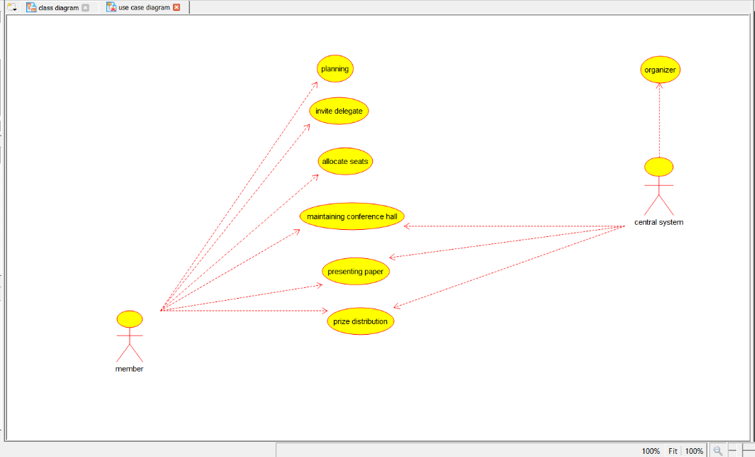 class diagram
use case diagram
planning
organizer
invite delegate
allocate seats
maintaining conference hall
central system
presenting paper
prize distribution
member
100% Fit 100%